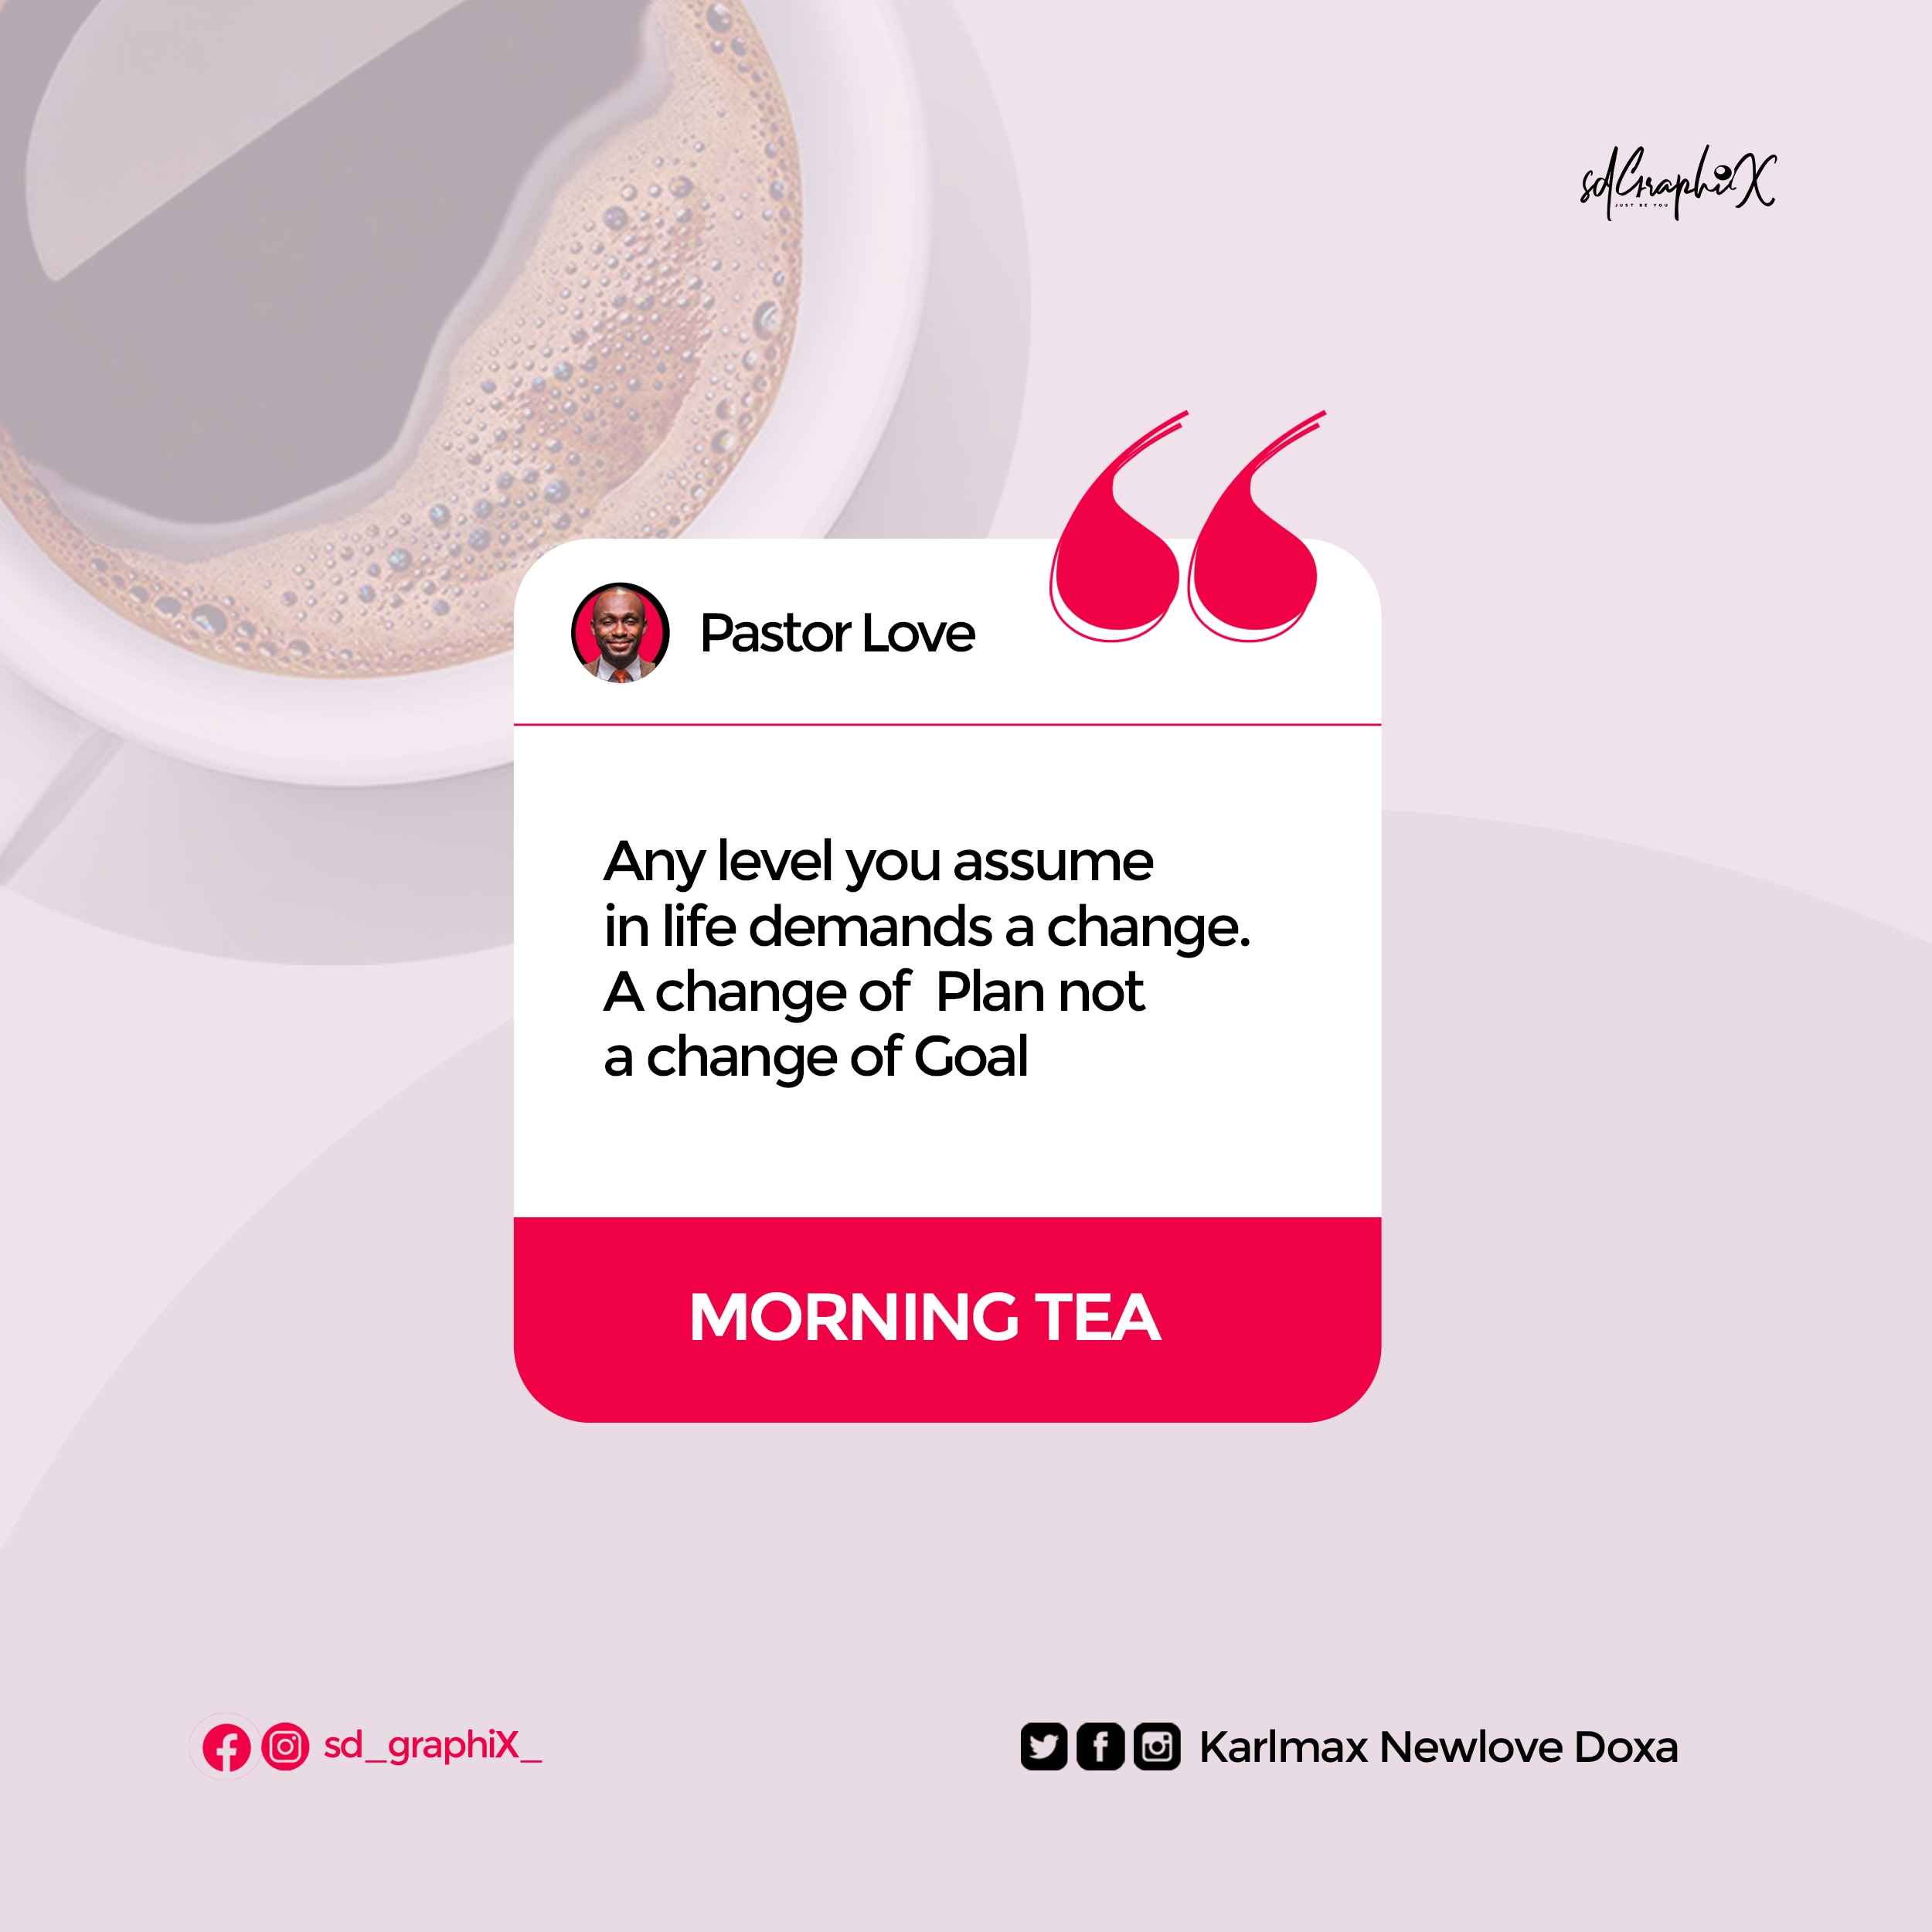 sdGraphiX
JUST BE YOU
Pastor Love
Any level you assume
in life demands a change.
A change of  Plan not
a change of Goal
MORNING TEA
sd_graphiX_
Karlmax Newlove Doxa